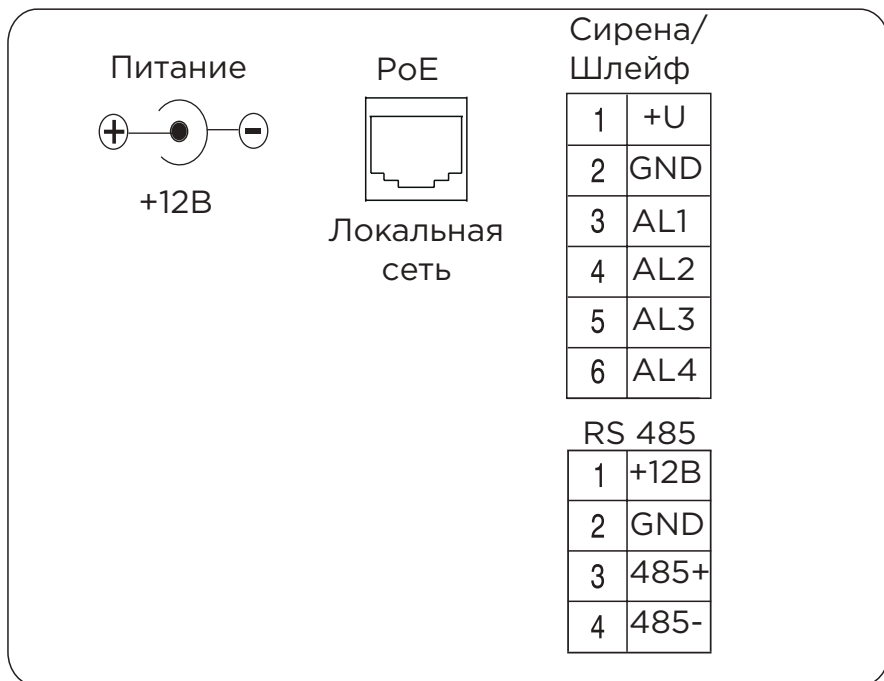 Питание
+12В
PoE
Локальная
сеть
Сирена/
Шлейф
1 +U
2 GND
3 AL1
4 AL2
5 AL3
6 AL4
RS 485
1 +12В
2 GND
3 485+
4 485-